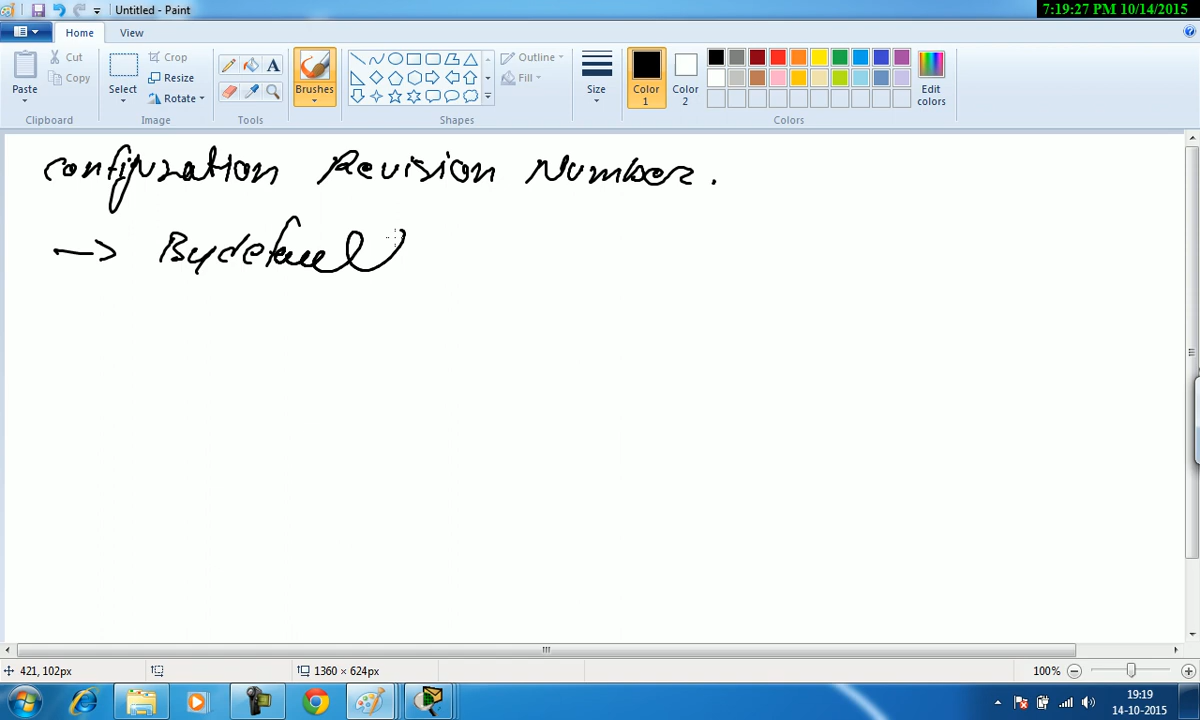 Untitled - Paint
7:19:27 PM 10/14/2015
Home View
Cut
Copy
Paste
Clipboard
Crop
Resize
Rotate
Select
Image
A
Tools
Brushes
Outline
Fill
Shapes
Size
Color 1
Color 2
Edit colors
Colors
Configuration Revision Number.
→ By defaul
421, 102px
1360 × 624px
100%
19:19
14-10-2015